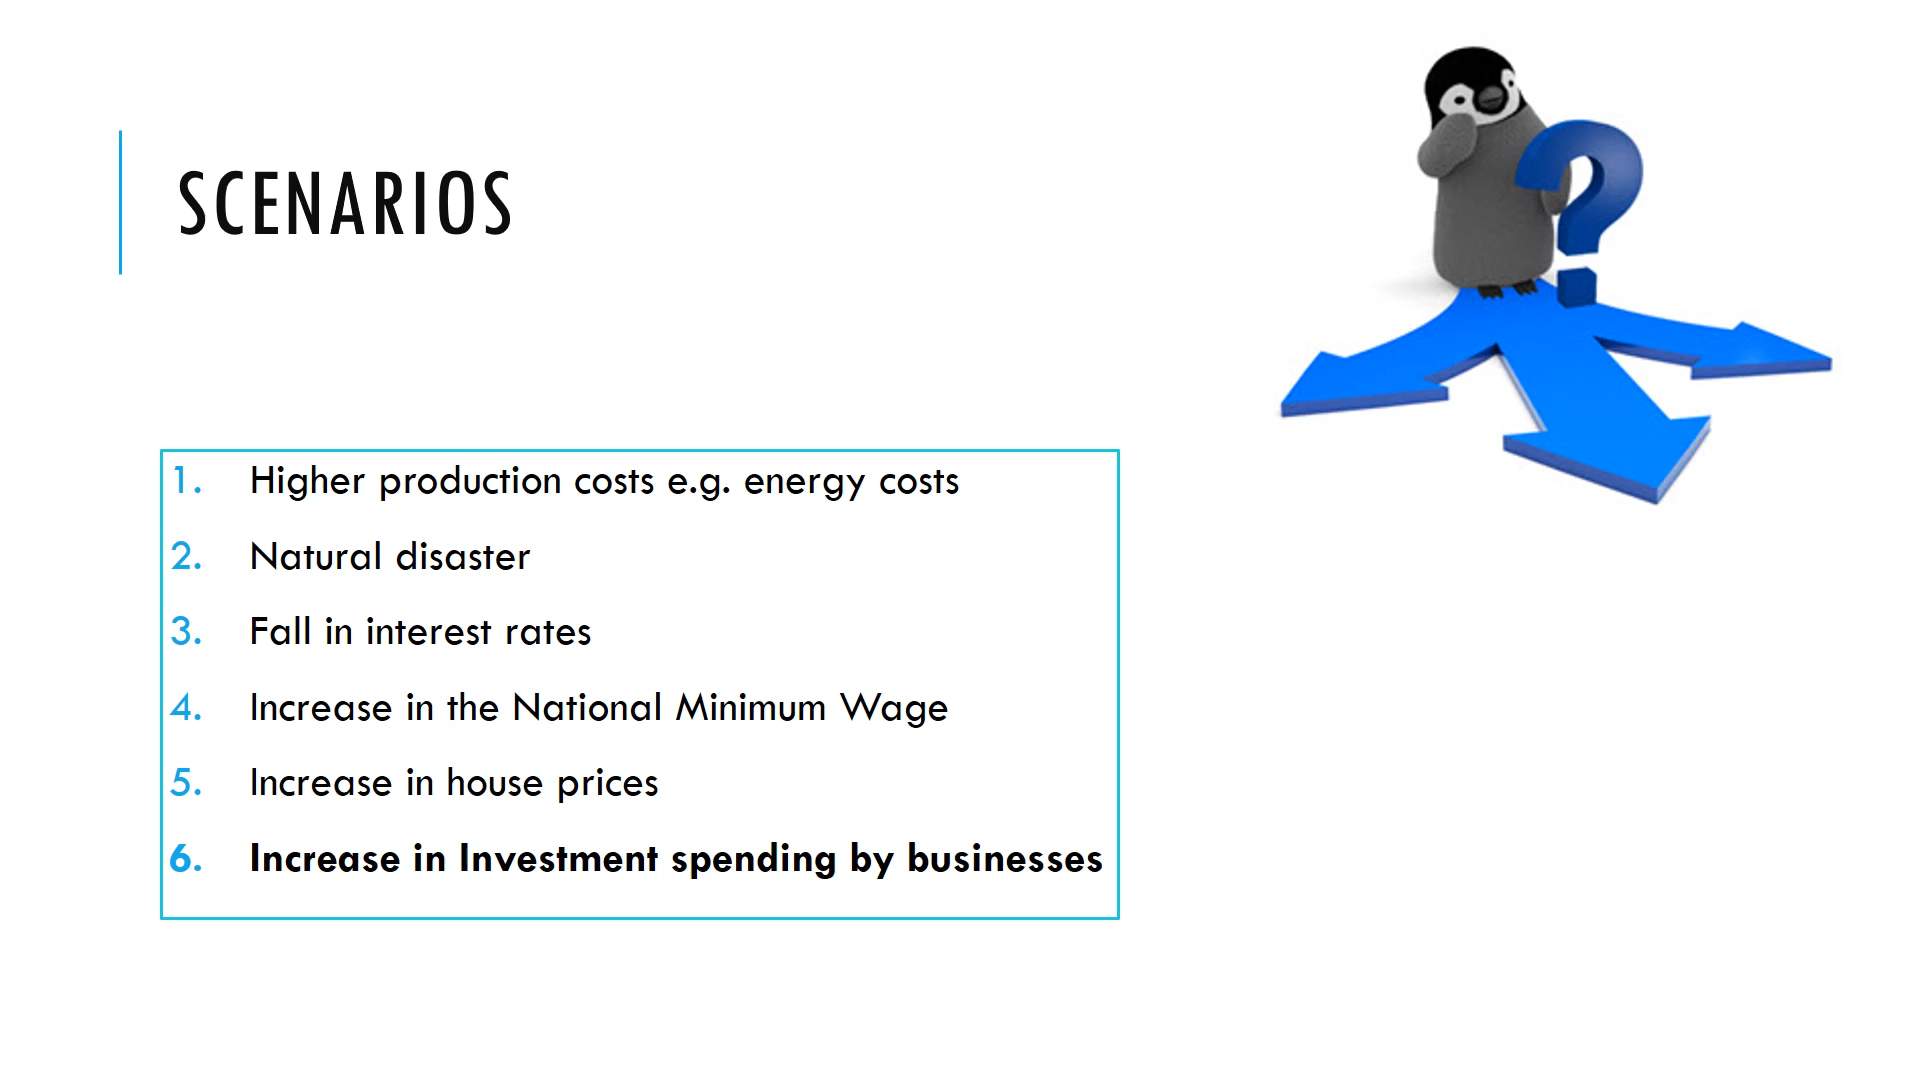 SCENARIOS
1. Higher production costs e.g. energy costs
2. Natural disaster
3. Fall in interest rates
4. Increase in the National Minimum Wage
5. Increase in house prices
6. Increase in Investment spending by businesses
?